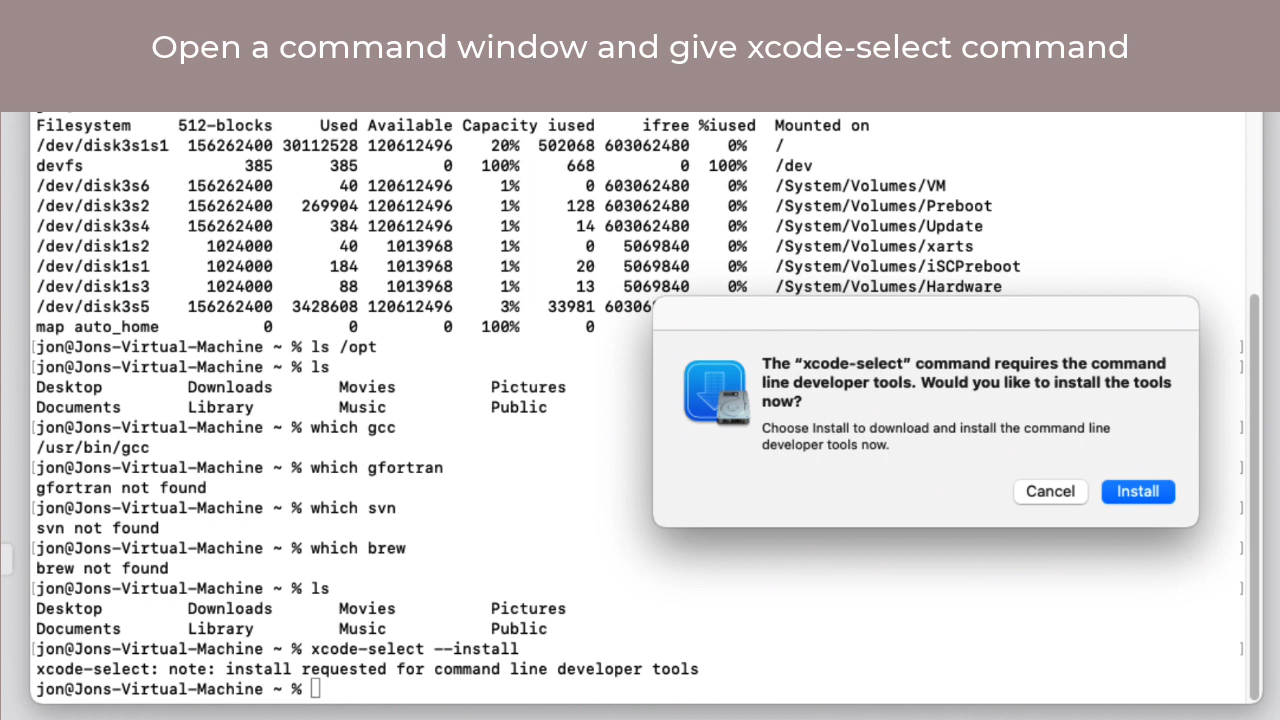 Open a command window and give xcode-select command
Filesystem 512-blocks Used Available Capacity iused ifree %iused Mounted on
/dev/disk3s1s1 156262400 30112528 120612496 20% 502068 603062480 0% /
devfs 385 385 0 100% 668 0 100% /dev
/dev/disk3s6 156262400 40 120612496 1% 0 603062480 0% /System/Volumes/VM
/dev/disk3s2 156262400 269904 120612496 1% 128 603062480 0% /System/Volumes/Preboot
/dev/disk3s4 156262400 384 120612496 1% 14 603062480 0% /System/Volumes/Update
/dev/disk1s2 1024000 40 1013968 1% 0 5069840 0% /System/Volumes/xarts
/dev/disk1s1 1024000 184 1013968 1% 20 5069840 0% /System/Volumes/iSCPreboot
/dev/disk1s3 1024000 88 1013968 1% 13 5069840 0% /System/Volumes/Hardware
/dev/disk3s5 156262400 3428608 120612496 3% 33981
map auto_home 0 0 0 100% 0
[jon@Jons-Virtual-Machine ~ % ls /opt ]
[jon@Jons-Virtual-Machine ~ % ls ]
Desktop Downloads Movies Pictures
Documents Library Music Public
[jon@Jons-Virtual-Machine ~ % which gcc ]
/usr/bin/gcc
[jon@Jons-Virtual-Machine ~ % which gfortran ]
gfortran not found
[jon@Jons-Virtual-Machine ~ % which svn ]
svn not found
[jon@Jons-Virtual-Machine ~ % which brew ]
brew not found
[jon@Jons-Virtual-Machine ~ % ls ]
Desktop Downloads Movies Pictures
Documents Library Music Public
[jon@Jons-Virtual-Machine ~ % xcode-select --install ]
xcode-select: note: install requested for command line developer tools
jon@Jons-Virtual-Machine ~ %
The “xcode-select” command requires the command
line developer tools. Would you like to install the tools
now?
Choose Install to download and install the command line
developer tools now.
Cancel Install